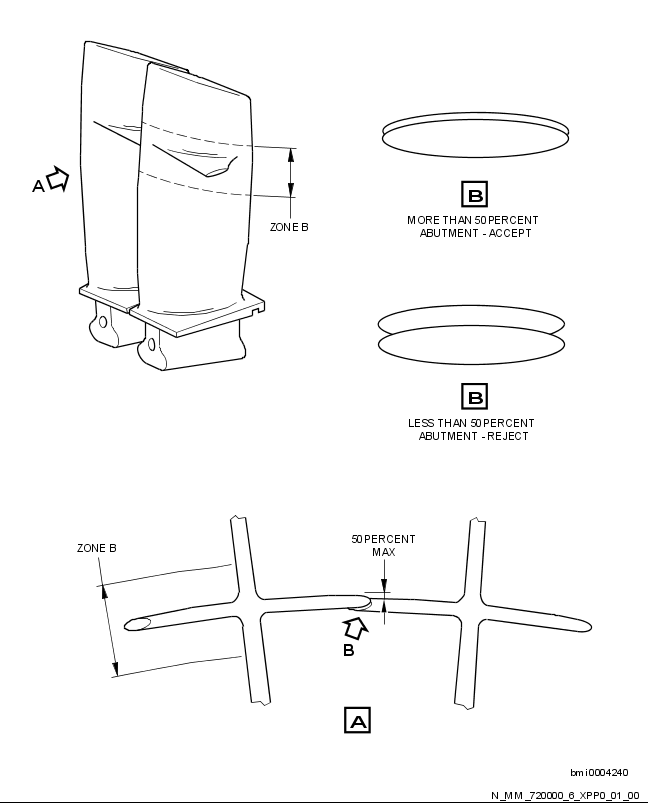 A
ZONE B
B
MORE THAN 50 PERCENT
ABUTMENT - ACCEPT
B
LESS THAN 50 PERCENT
ABUTMENT - REJECT
ZONE B
50 PERCENT
MAX
B
A
bmi0004240
N_MM_720000_6_XPP0_01_00